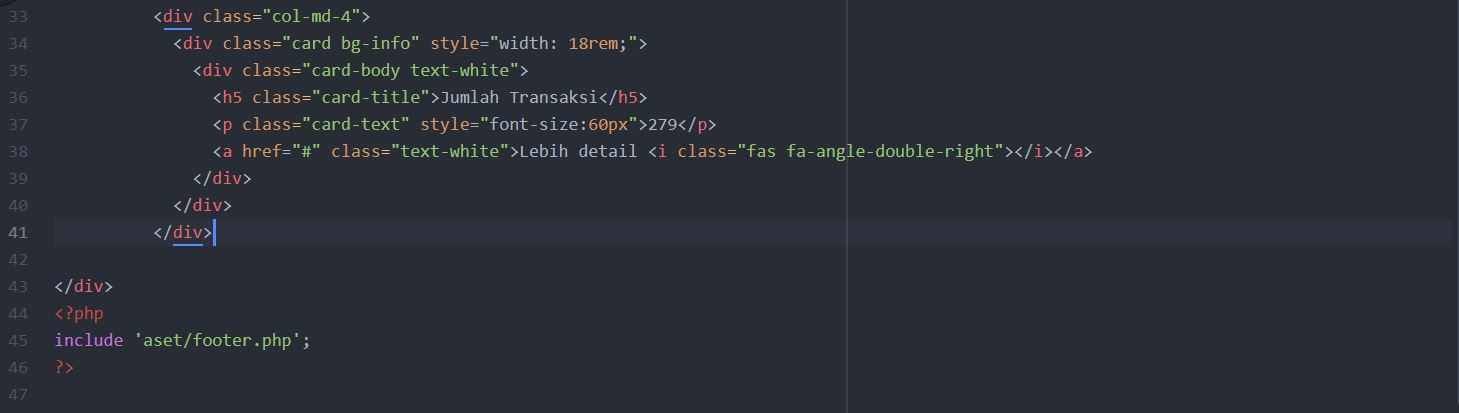 33 <div class="col-md-4">
34 <div class="card bg-info" style="width: 18rem;">
35 <div class="card-body text-white">
36 <h5 class="card-title">Jumlah Transaksi</h5>
37 <p class="card-text" style="font-size:60px">279</p>
38 <a href="#" class="text-white">Lebih detail <i class="fas fa-angle-double-right"></i></a>
39 </div>
40 </div>
41 </div>
42
43 </div>
44 <?php
45 include 'aset/footer.php';
46 ?>
47